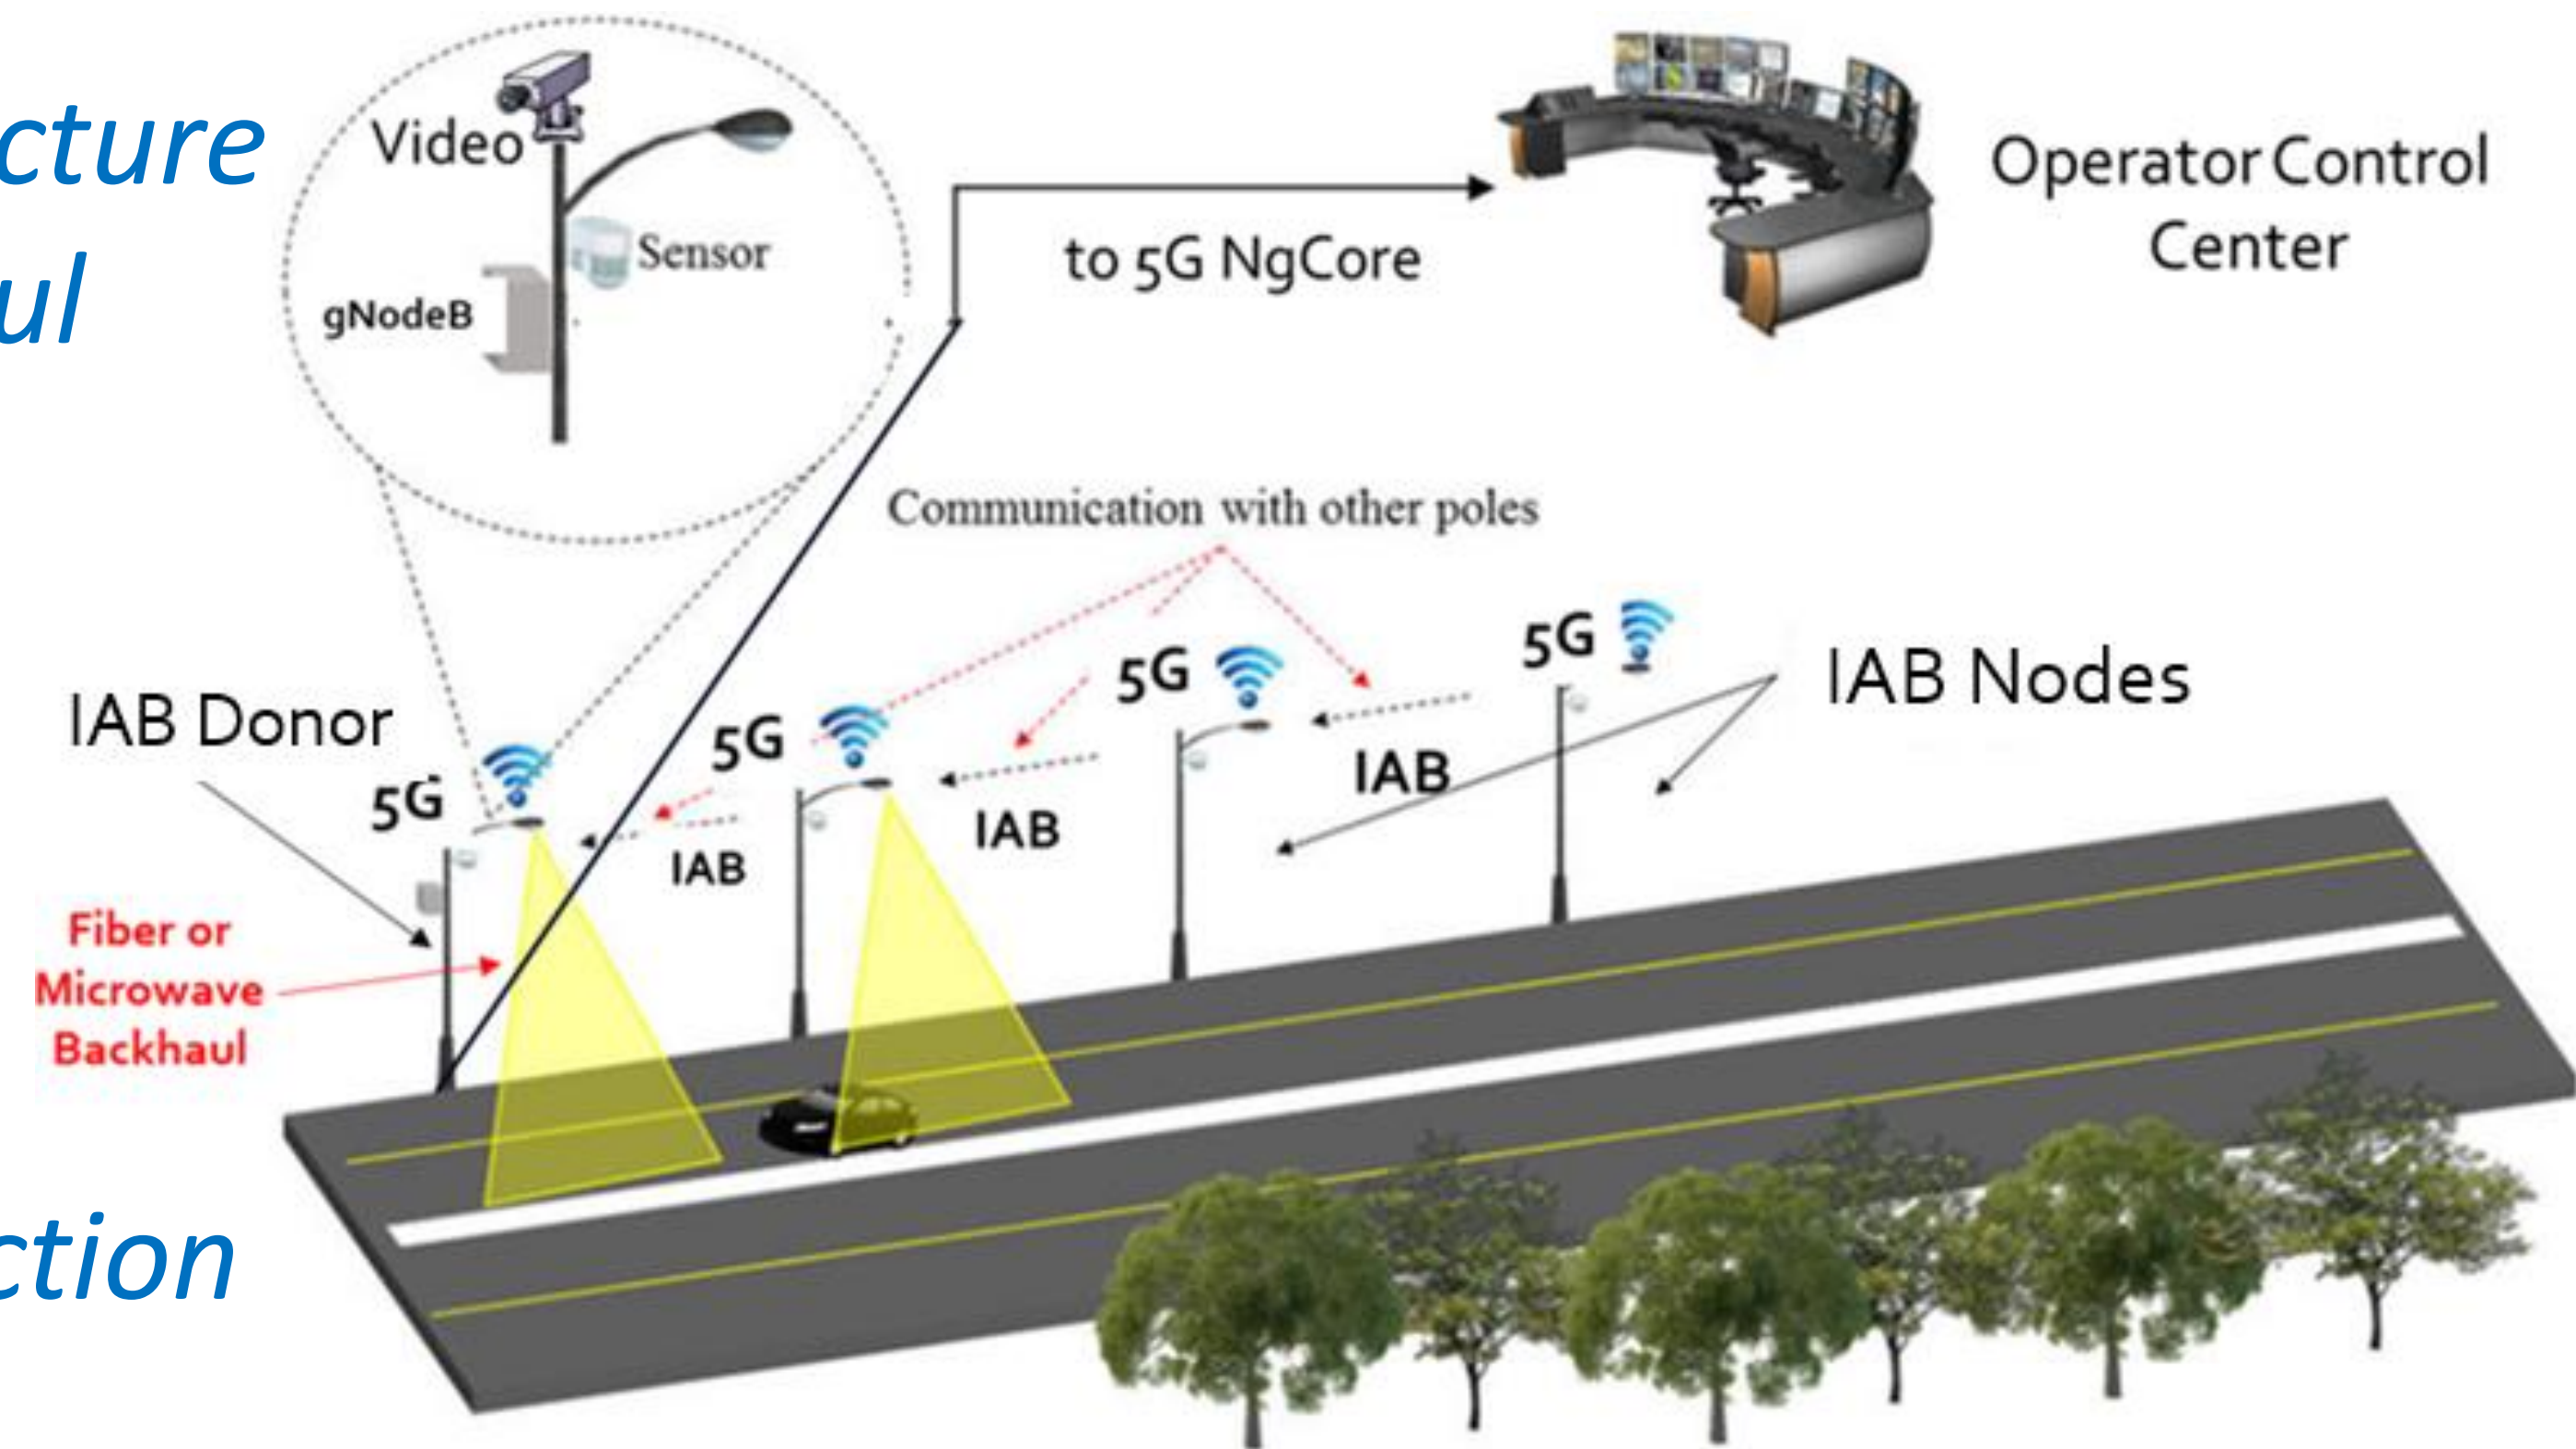 cture
ul
Video
Sensor
gNodeB
to 5G NgCore
Operator Control
Center
Communication with other poles
5G
5G
5G
5G
IAB Donor
IAB Nodes
IAB
IAB
IAB
Fiber or
Microwave
Backhaul
ction